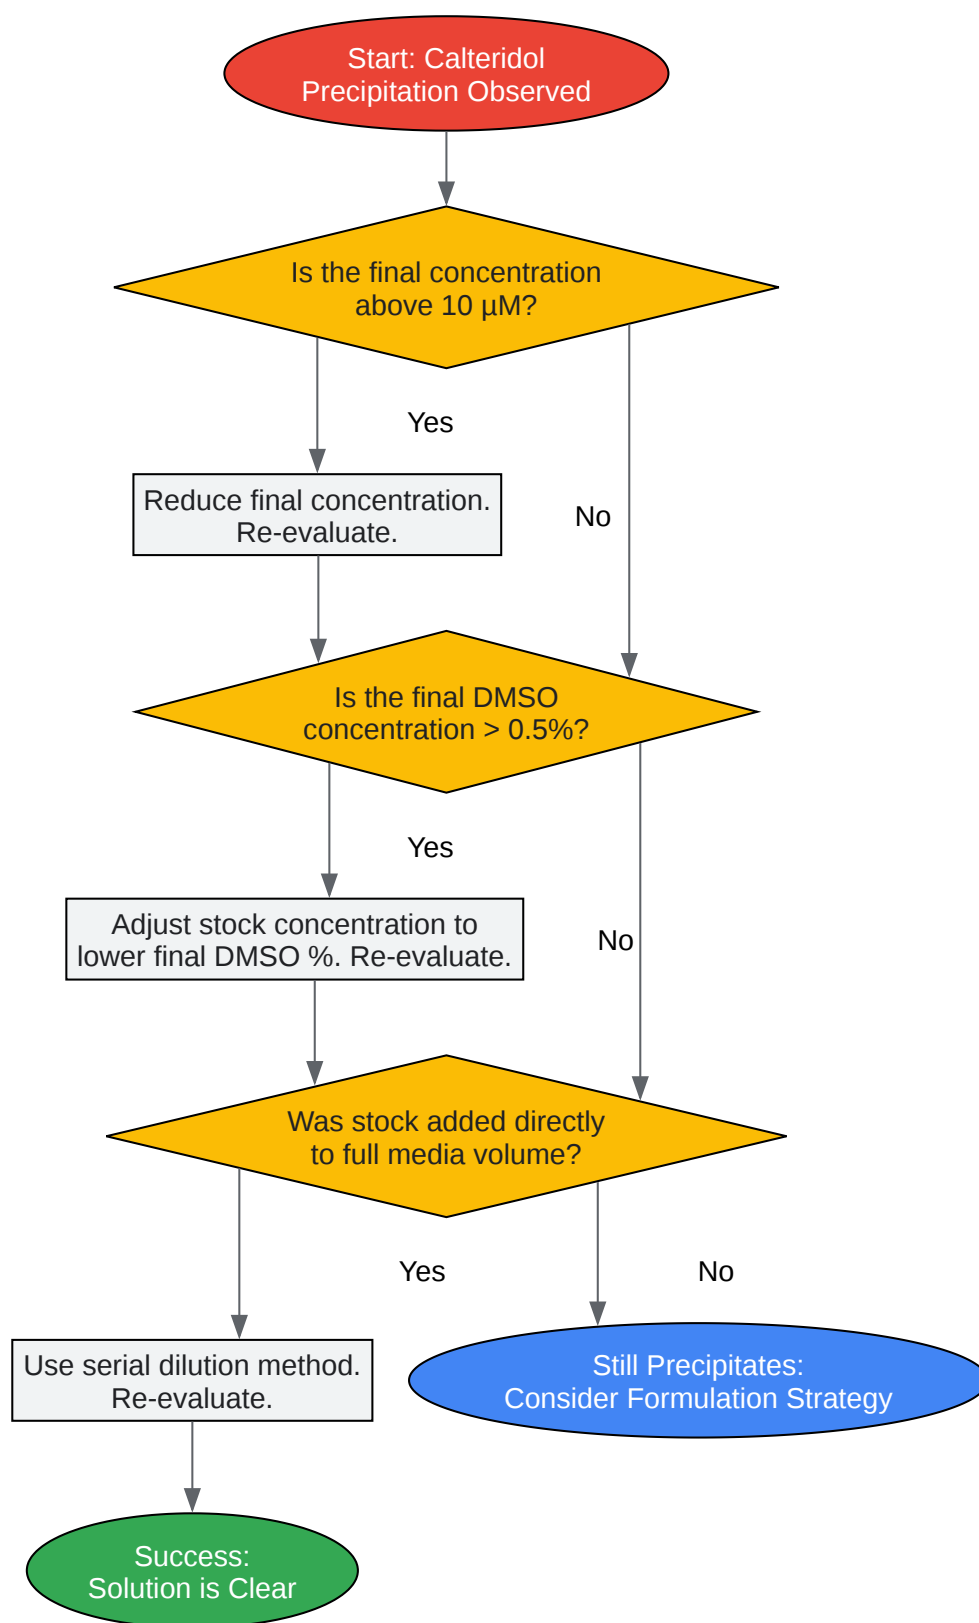 Start: Calteridol
Precipitation Observed
Is the final concentration
above 10 µM?
Yes
Reduce final concentration.
Re-evaluate.
No
Is the final DMSO
concentration > 0.5%?
Yes
Adjust stock concentration to
lower final DMSO %. Re-evaluate.
No
Was stock added directly
to full media volume?
Yes
No
Use serial dilution method.
Re-evaluate.
Still Precipitates:
Consider Formulation Strategy
Success:
Solution is Clear